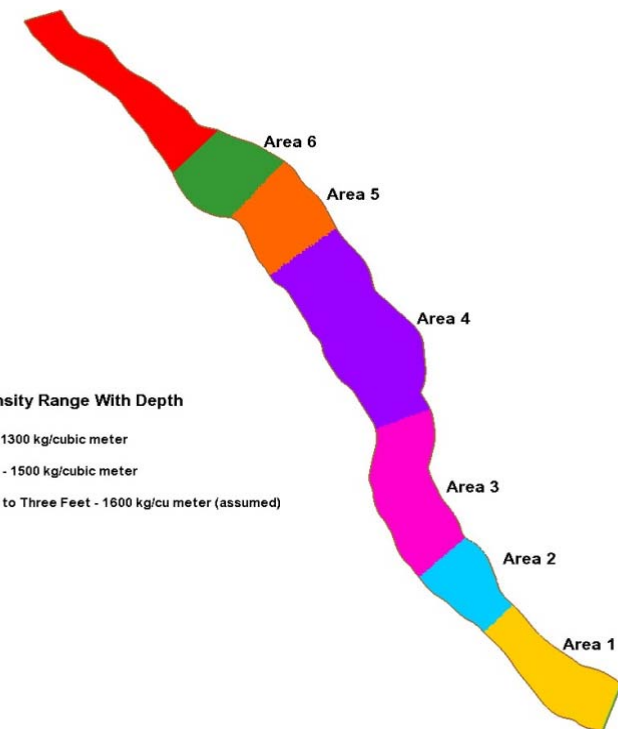 Area 6
Area 5
Area 4
nsity Range With Depth
1300 kg/cubic meter
- 1500 kg/cubic meter
to Three Feet - 1600 kg/cu meter (assumed)
Area 3
Area 2
Area 1